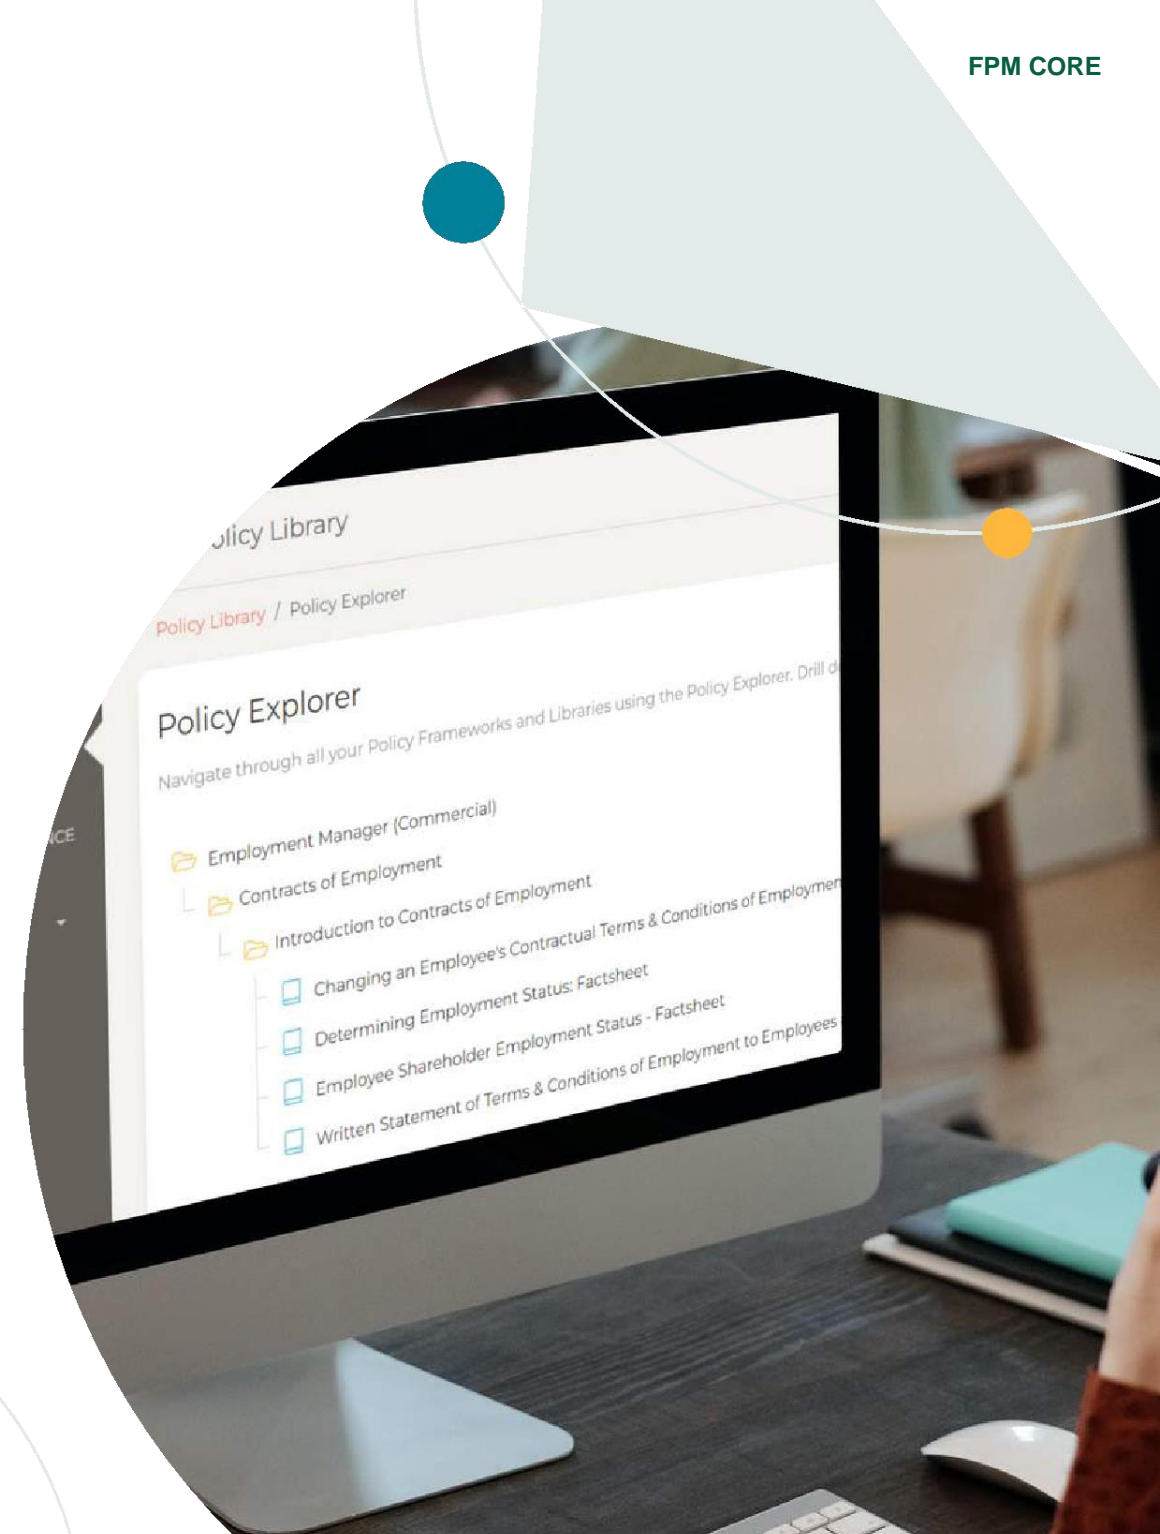 FPM CORE
Library
Policy Library / Policy Explorer
Policy Explorer
Navigate through all your Policy Frameworks and Libraries using the Policy Explorer. Drill
Employment Manager (Commercial)
Contracts of Employment
Introduction to Contracts of Employment
Changing an Employee's Contractual Terms & Conditions of
Determining Employment Status: Factsheet
Employee Shareholder Employment Status - Factsheet
Written Statement of Terms & Conditions of Employment to Employees